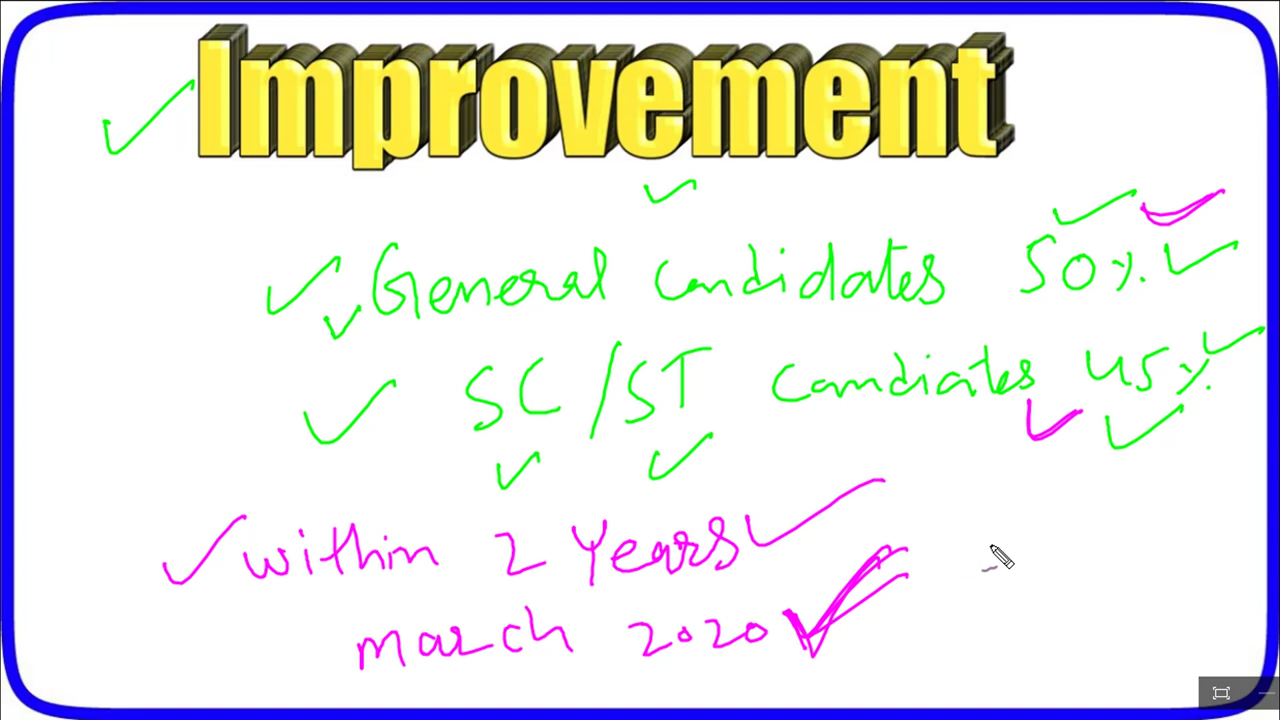 Improvement
General candidates 50%.
SC/ST candiates 45%.
within 2 Years
march 2020